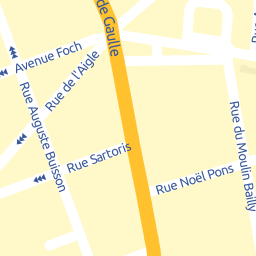 de Gaulle
Avenue Foch
Rue de l'Aigle
Rue Auguste Buisson
Rue Sartoris
Rue Noël Pons
Rue du Moulin Bailly